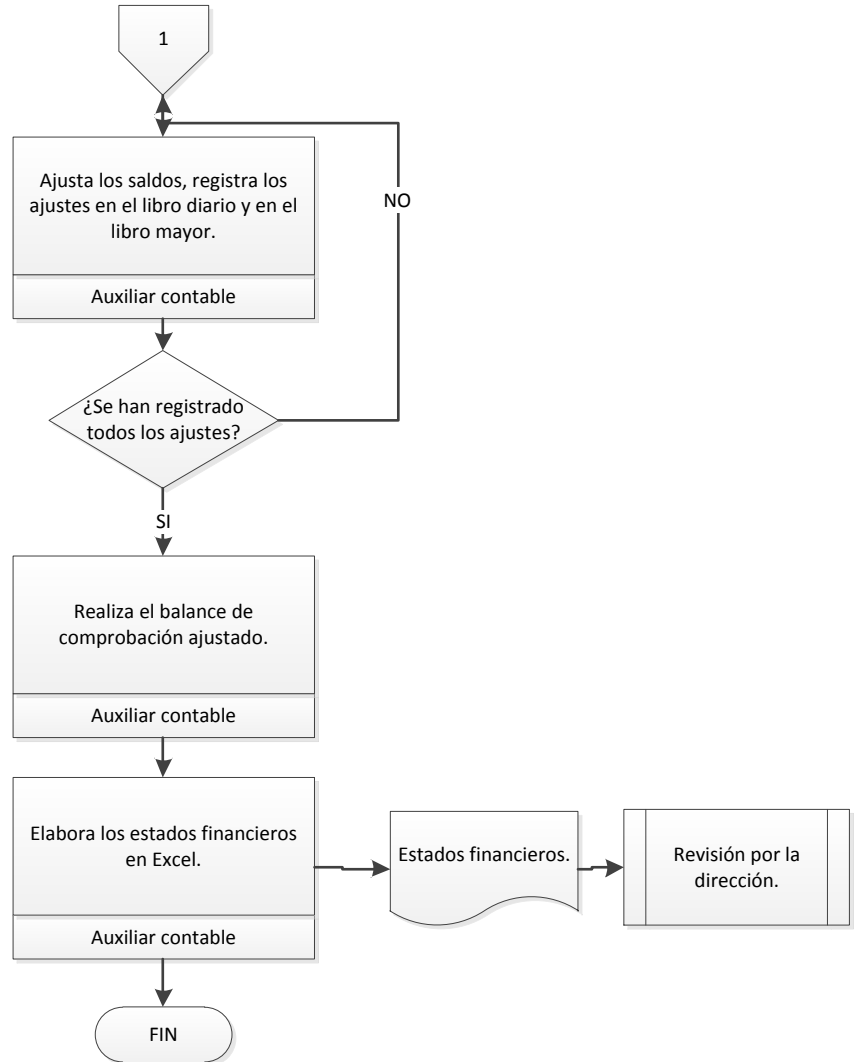 1
Ajusta los saldos, registra los
ajustes en el libro diario y en el
libro mayor.
Auxiliar contable
NO
¿Se han registrado
todos los ajustes?
SI
Realiza el balance de
comprobación ajustado.
Auxiliar contable
Elabora los estados financieros
en Excel.
Auxiliar contable
Estados financieros.
Revisión por la
dirección.
FIN